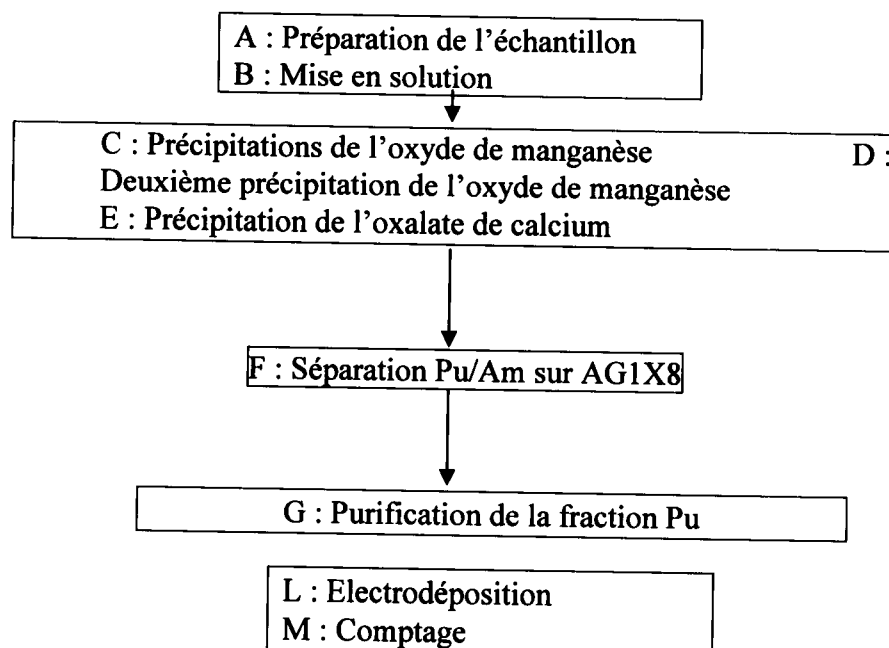 A : Préparation de l'échantillon
B : Mise en solution
C : Précipitations de l'oxyde de manganèse D :
Deuxième précipitation de l'oxyde de manganèse
E : Précipitation de l'oxalate de calcium
F : Séparation Pu/Am sur AG1X8
G : Purification de la fraction Pu
L : Electrodéposition
M : Comptage